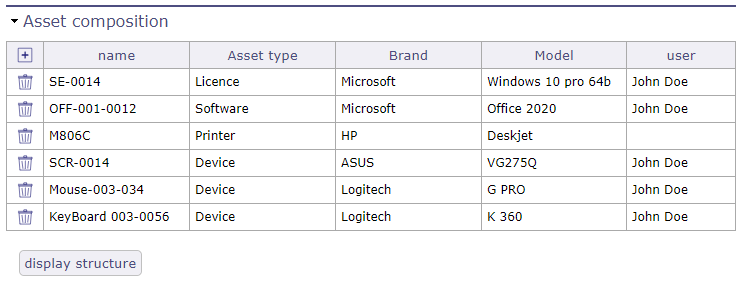 Asset composition
name Asset type Brand Model user
SE-0014 Licence Microsoft Windows 10 pro 64b John Doe
OFF-001-0012 Software Microsoft Office 2020 John Doe
M806C Printer HP Deskjet
SCR-0014 Device ASUS VG275Q John Doe
Mouse-003-034 Device Logitech G PRO John Doe
KeyBoard 003-0056 Device Logitech K 360 John Doe
display structure